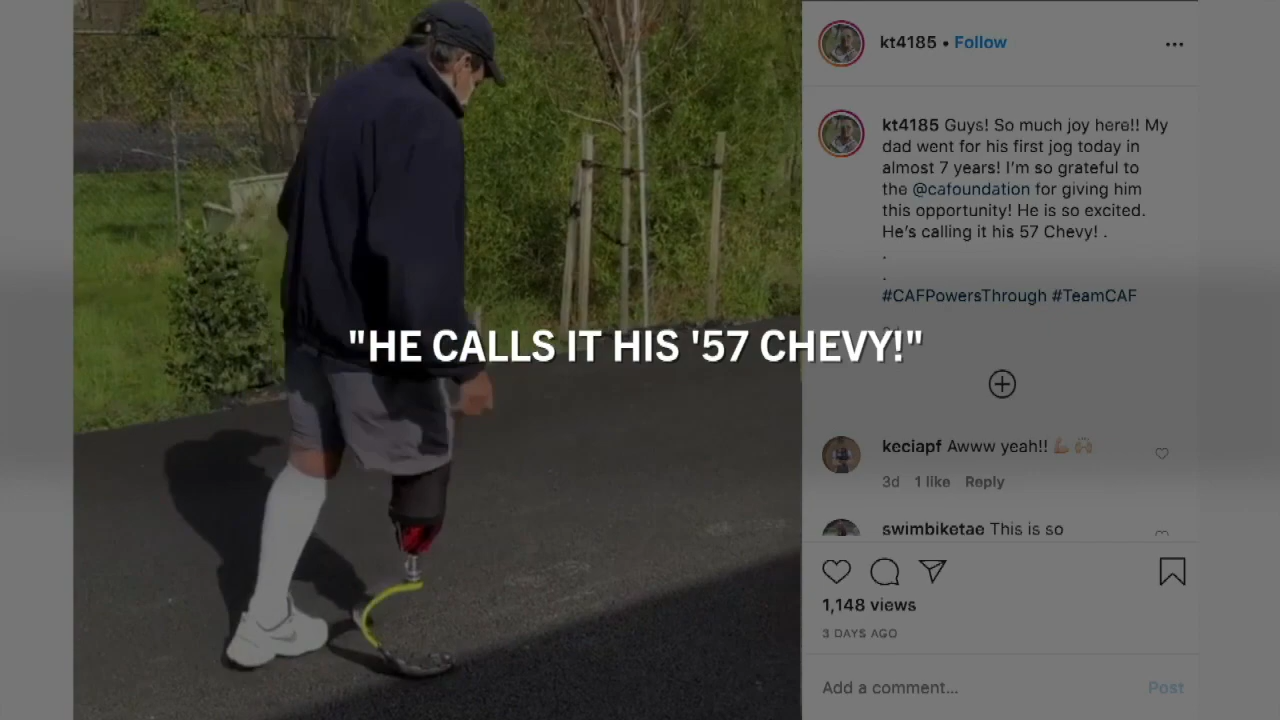 kt4185 • Follow
kt4185 Guys! So much joy here!! My
dad went for his first jog today in
almost 7 years! I'm so grateful to
the @cafoundation for giving him
this opportunity! He is so excited.
He's calling it his 57 Chevy! .
.
.
#CAFPowersThrough #TeamCAF
"HE CALLS IT HIS '57 CHEVY!"
keciapf Awww yeah!! 💪🏼 🙌🏼
3d 1 like Reply
swimbiketae This is so
1,148 views
3 DAYS AGO
Add a comment... Post